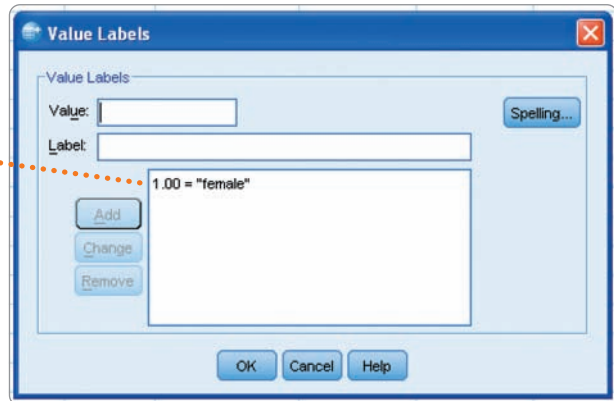 Value Labels
Value Labels
Value:
Spelling...
Label:
1.00 = "female"
Add
Change
Remove
OK Cancel Help